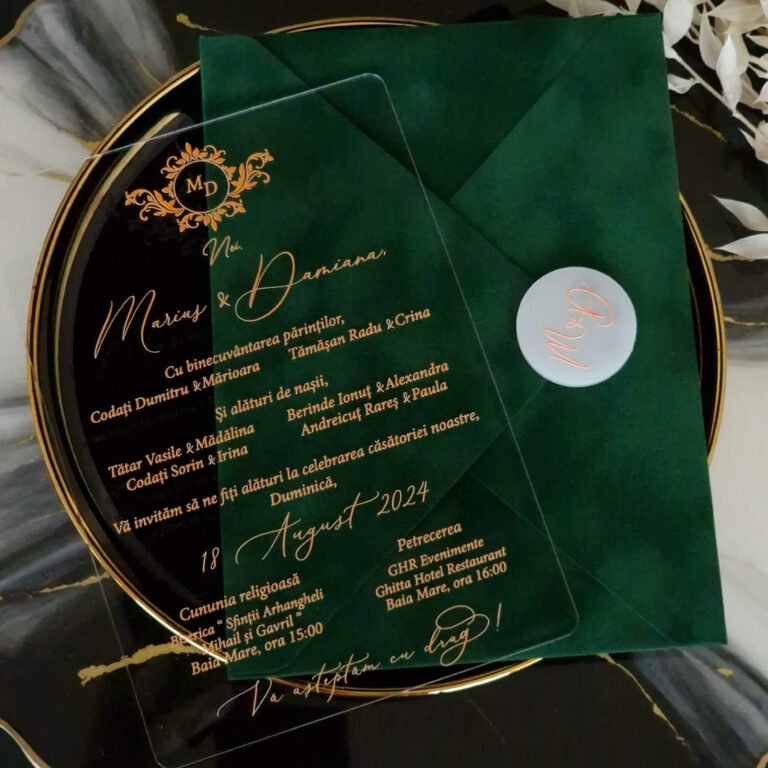 MD
Noi,
Marius & Damiana,
Cu binecuvântarea părinților,
Codați Dumitru & Mărioara Tămășan Radu & Crina
Și alături de nașii,
Tătar Vasile & Mădălina Berinde Ionuț & Alexandra
Codați Sorin & Irina Andreicuț Rareș & Paula
Vă invităm să ne fiți alături la celebrarea căsătoriei noastre,
Duminică,
18 August 2024
Cununia religioasă
Biserica “ Sfinții Arhangheli
Mihail și Gavril ”
Baia Mare, ora 15:00
Petrecerea
GHR Evenimente
Ghitta Hotel Restaurant
Baia Mare, ora 16:00
Vă așteptăm cu drag !